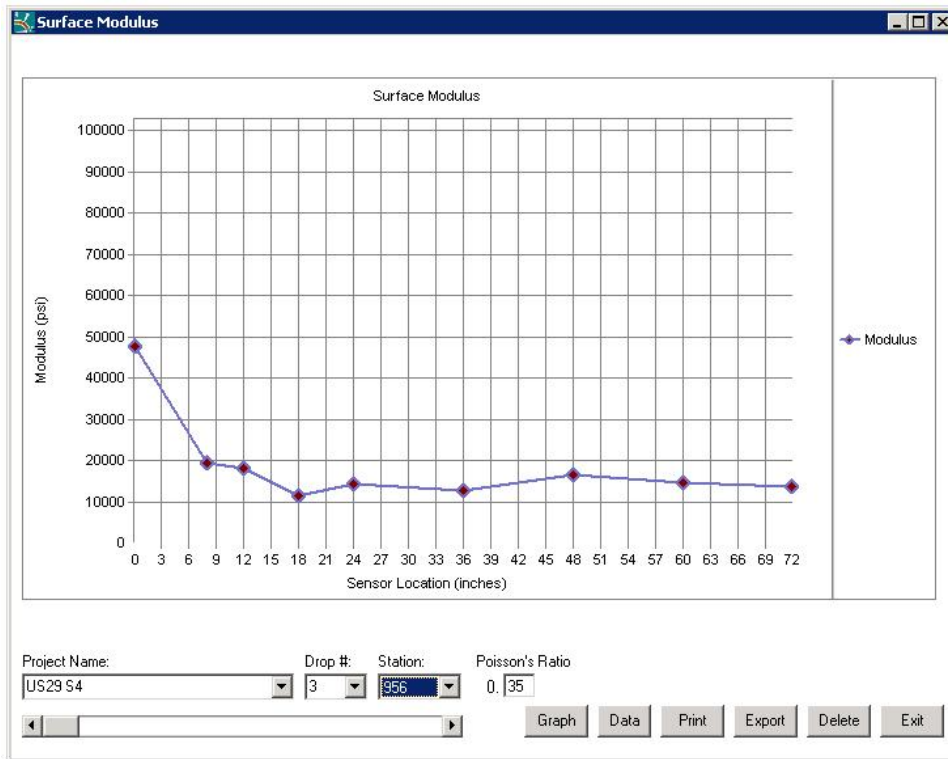 Surface Modulus
Surface Modulus
100000
90000
80000
70000
60000
50000
40000
30000
20000
10000
0
Modulus (psi)
Modulus
0 3 6 9 12 15 18 21 24 27 30 33 36 39 42 45 48 51 54 57 60 63 66 69 72
Sensor Location (inches)
Project Name: Drop #: Station: Poisson's Ratio
US29 S4 3 956 0. 35
Graph Data Print Export Delete Exit